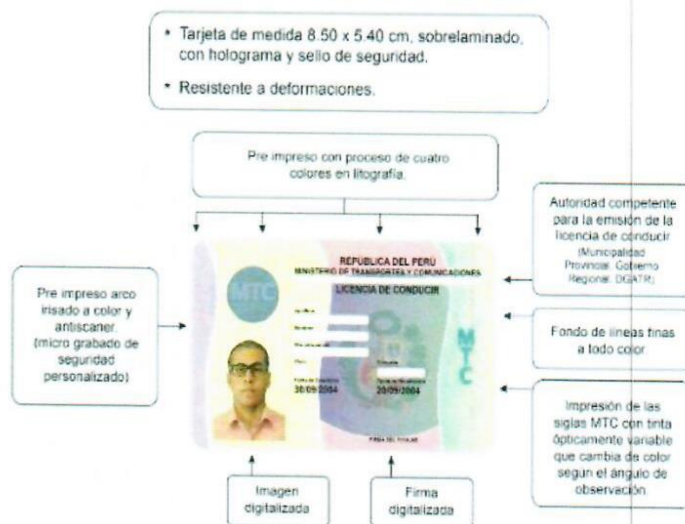 * Tarjeta de medida 8.50 x 5.40 cm, sobrelaminado,
con holograma y sello de seguridad.
* Resistente a deformaciones.
Pre impreso con proceso de cuatro
colores en litografía.
Autoridad competente
para la emisión de la
licencia de conducir
(Municipalidad
Provincial, Gobierno
Regional, DGATR)
REPÚBLICA DEL PERÚ
MINISTERIO DE TRANSPORTES Y COMUNICACIONES
LICENCIA DE CONDUCIR
MTC
Pre impreso arco
irisado a color y
antiscaner.
(micro grabado de
seguridad
personalizado)
Fondo de líneas finas
a todo color
MTC
30/09/2004
20/09/2004
FIRMA DEL TITULAR
Impresión de las
siglas MTC con tinta
ópticamente variable
que cambia de color
segun el ángulo de
observación
Imagen
digitalizada
Firma
digitalizada